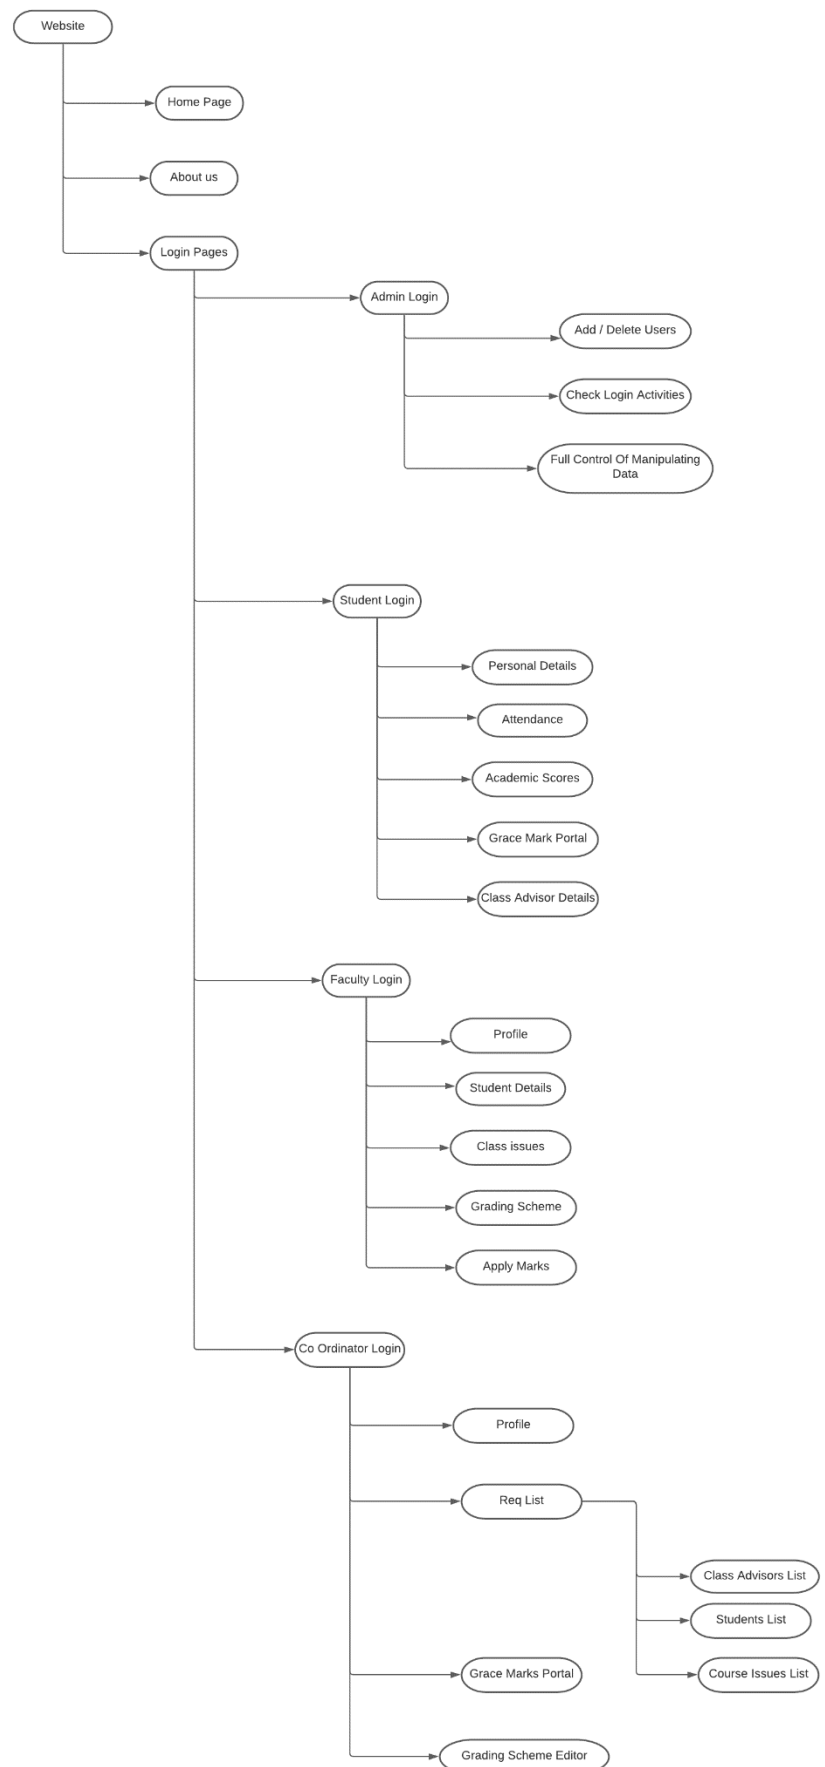 Website
Home Page
About us
Login Pages
Admin Login
Add / Delete Users
Check Login Activities
Full Control Of Manipulating
Data
Student Login
Personal Details
Attendance
Academic Scores
Grace Mark Portal
Class Advisor Details
Faculty Login
Profile
Student Details
Class issues
Grading Scheme
Apply Marks
Co Ordinator Login
Profile
Req List
Class Advisors List
Students List
Course Issues List
Grace Marks Portal
Grading Scheme Editor